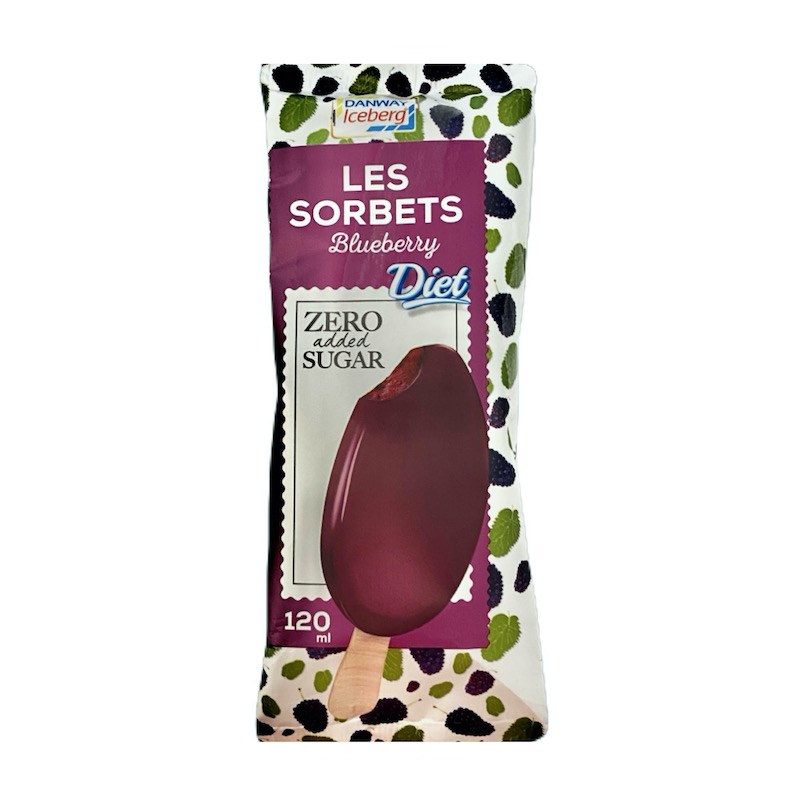 DANWAY
Iceberg
LES
SORBETS
Blueberry
Diet
ZERO
added
SUGAR
120
ml